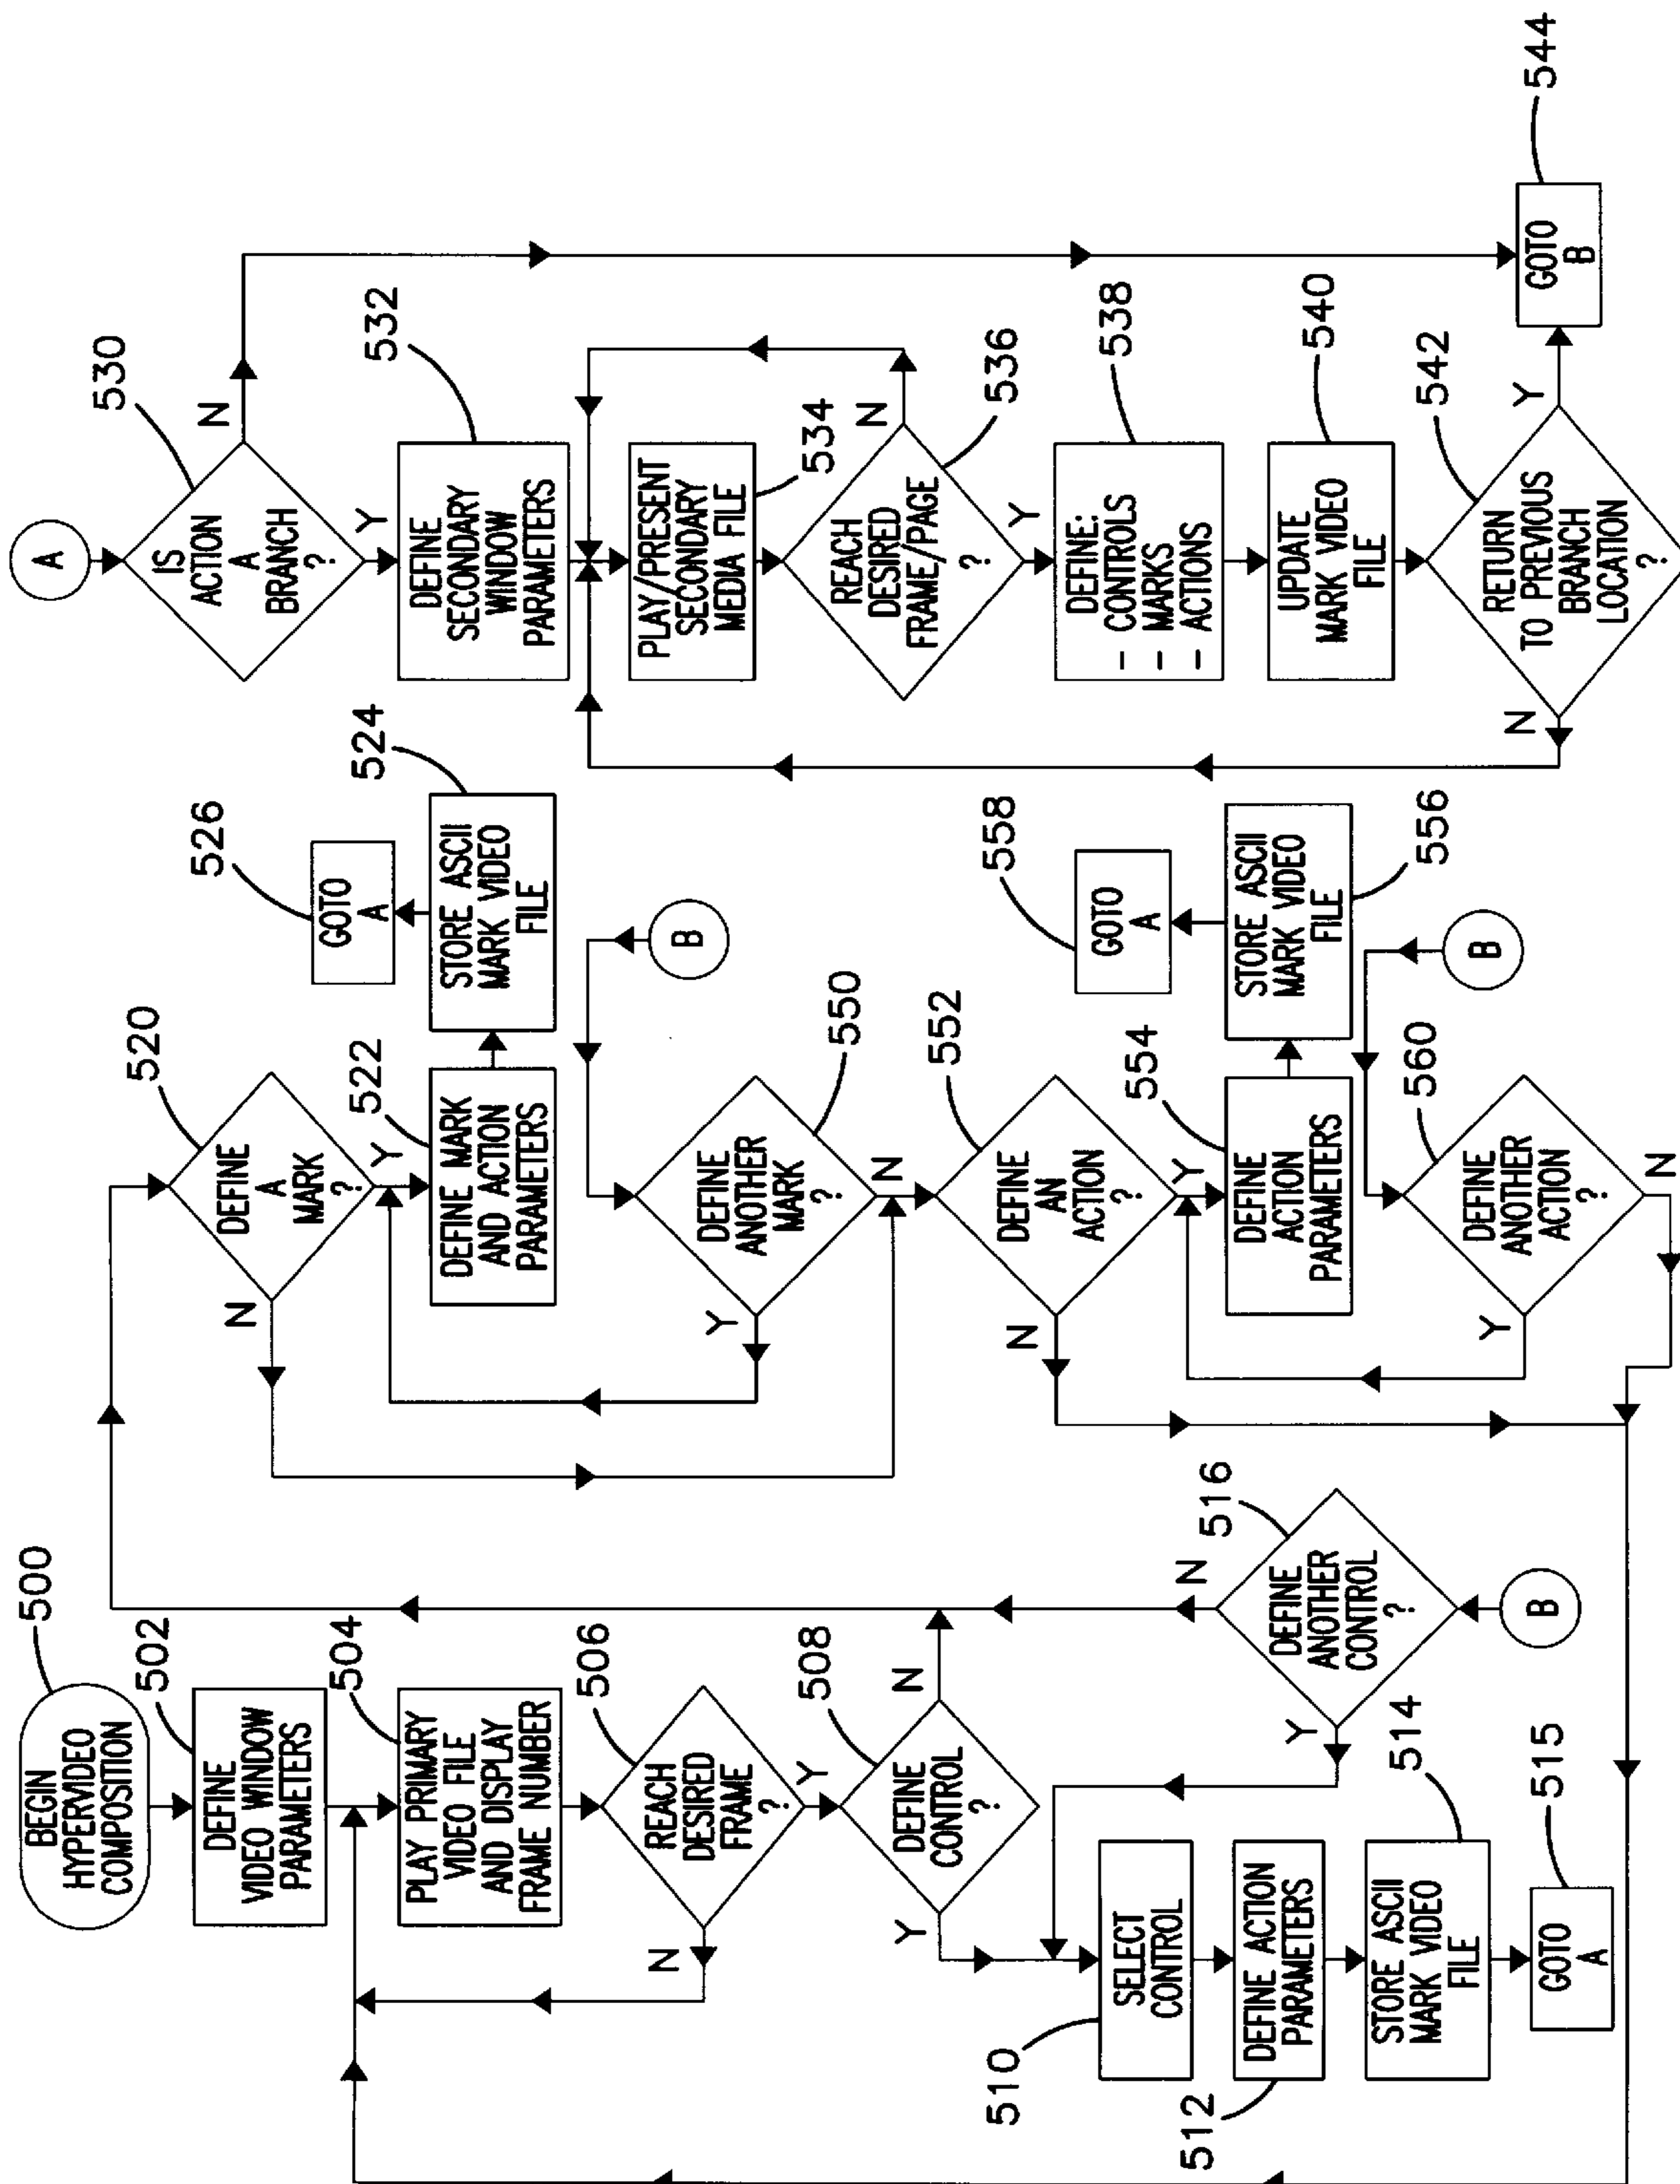 500
BEGIN
HYPERVIDEO
COMPOSITION
502
DEFINE
VIDEO WINDOW
PARAMETERS
504
PLAY PRIMARY
VIDEO FILE
AND DISPLAY
FRAME NUMBER
506
REACH
DESIRED
FRAME
?
N
Y
508
DEFINE
CONTROL
?
Y
N
510
SELECT
CONTROL
512
DEFINE ACTION
PARAMETERS
514
STORE ASCII
MARK VIDEO
FILE
515
GOTO
A
516
DEFINE
ANOTHER
CONTROL
?
Y
N
B
520
DEFINE
A
MARK
?
N
Y
522
DEFINE MARK
AND ACTION
PARAMETERS
524
STORE ASCII
MARK VIDEO
FILE
526
GOTO
A
B
550
DEFINE
ANOTHER
MARK
?
Y
N
552
DEFINE
AN
ACTION
?
N
Y
554
DEFINE
ACTION
PARAMETERS
556
STORE ASCII
MARK VIDEO
FILE
558
GOTO
A
B
560
DEFINE
ANOTHER
ACTION
?
Y
N
A
530
IS
ACTION
A
BRANCH
?
N
Y
532
DEFINE
SECONDARY
WINDOW
PARAMETERS
534
PLAY/PRESENT
SECONDARY
MEDIA FILE
536
REACH
DESIRED
FRAME/PAGE
?
N
Y
538
DEFINE:
- CONTROLS
- MARKS
- ACTIONS
540
UPDATE
MARK VIDEO
FILE
542
RETURN
TO PREVIOUS
BRANCH
LOCATION
?
N
Y
544
GOTO
B